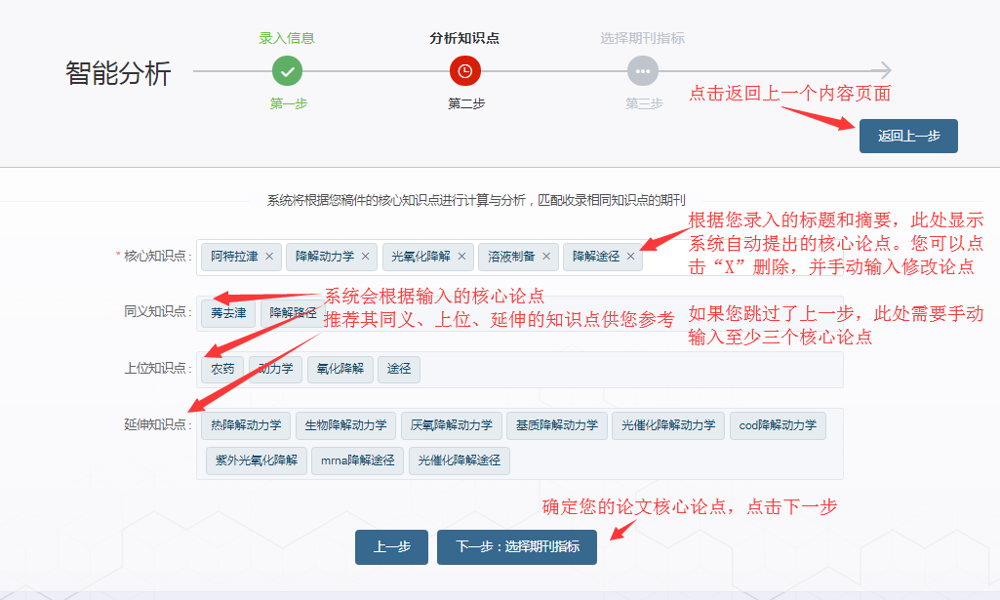 录入信息
分析知识点
选择期刊指标
智能分析
第一步
第二步
第三步
点击返回上一个内容页面
返回上一步
系统将根据您稿件的核心知识点进行计算与分析，匹配收录相同知识点的期刊
* 核心知识点 :
阿特拉津 ×
降解动力学 ×
光氧化降解 ×
溶液制备 ×
降解途径 ×
根据您录入的标题和摘要，此处显示
系统自动提出的核心论点。您可以点
击“X”删除，并手动输入修改论点
系统会根据输入的核心论点
推荐其同义、上位、延伸的知识点供您参考
同义知识点 :
莠去津
降解路径
如果您跳过了上一步，此处需要手动
输入至少三个核心论点
上位知识点 :
农药
动力学
氧化降解
途径
延伸知识点 :
热降解动力学
生物降解动力学
厌氧降解动力学
基质降解动力学
光催化降解动力学
cod降解动力学
紫外光氧化降解
mrna降解途径
光催化降解途径
确定您的论文核心论点，点击下一步
上一步
下一步：选择期刊指标